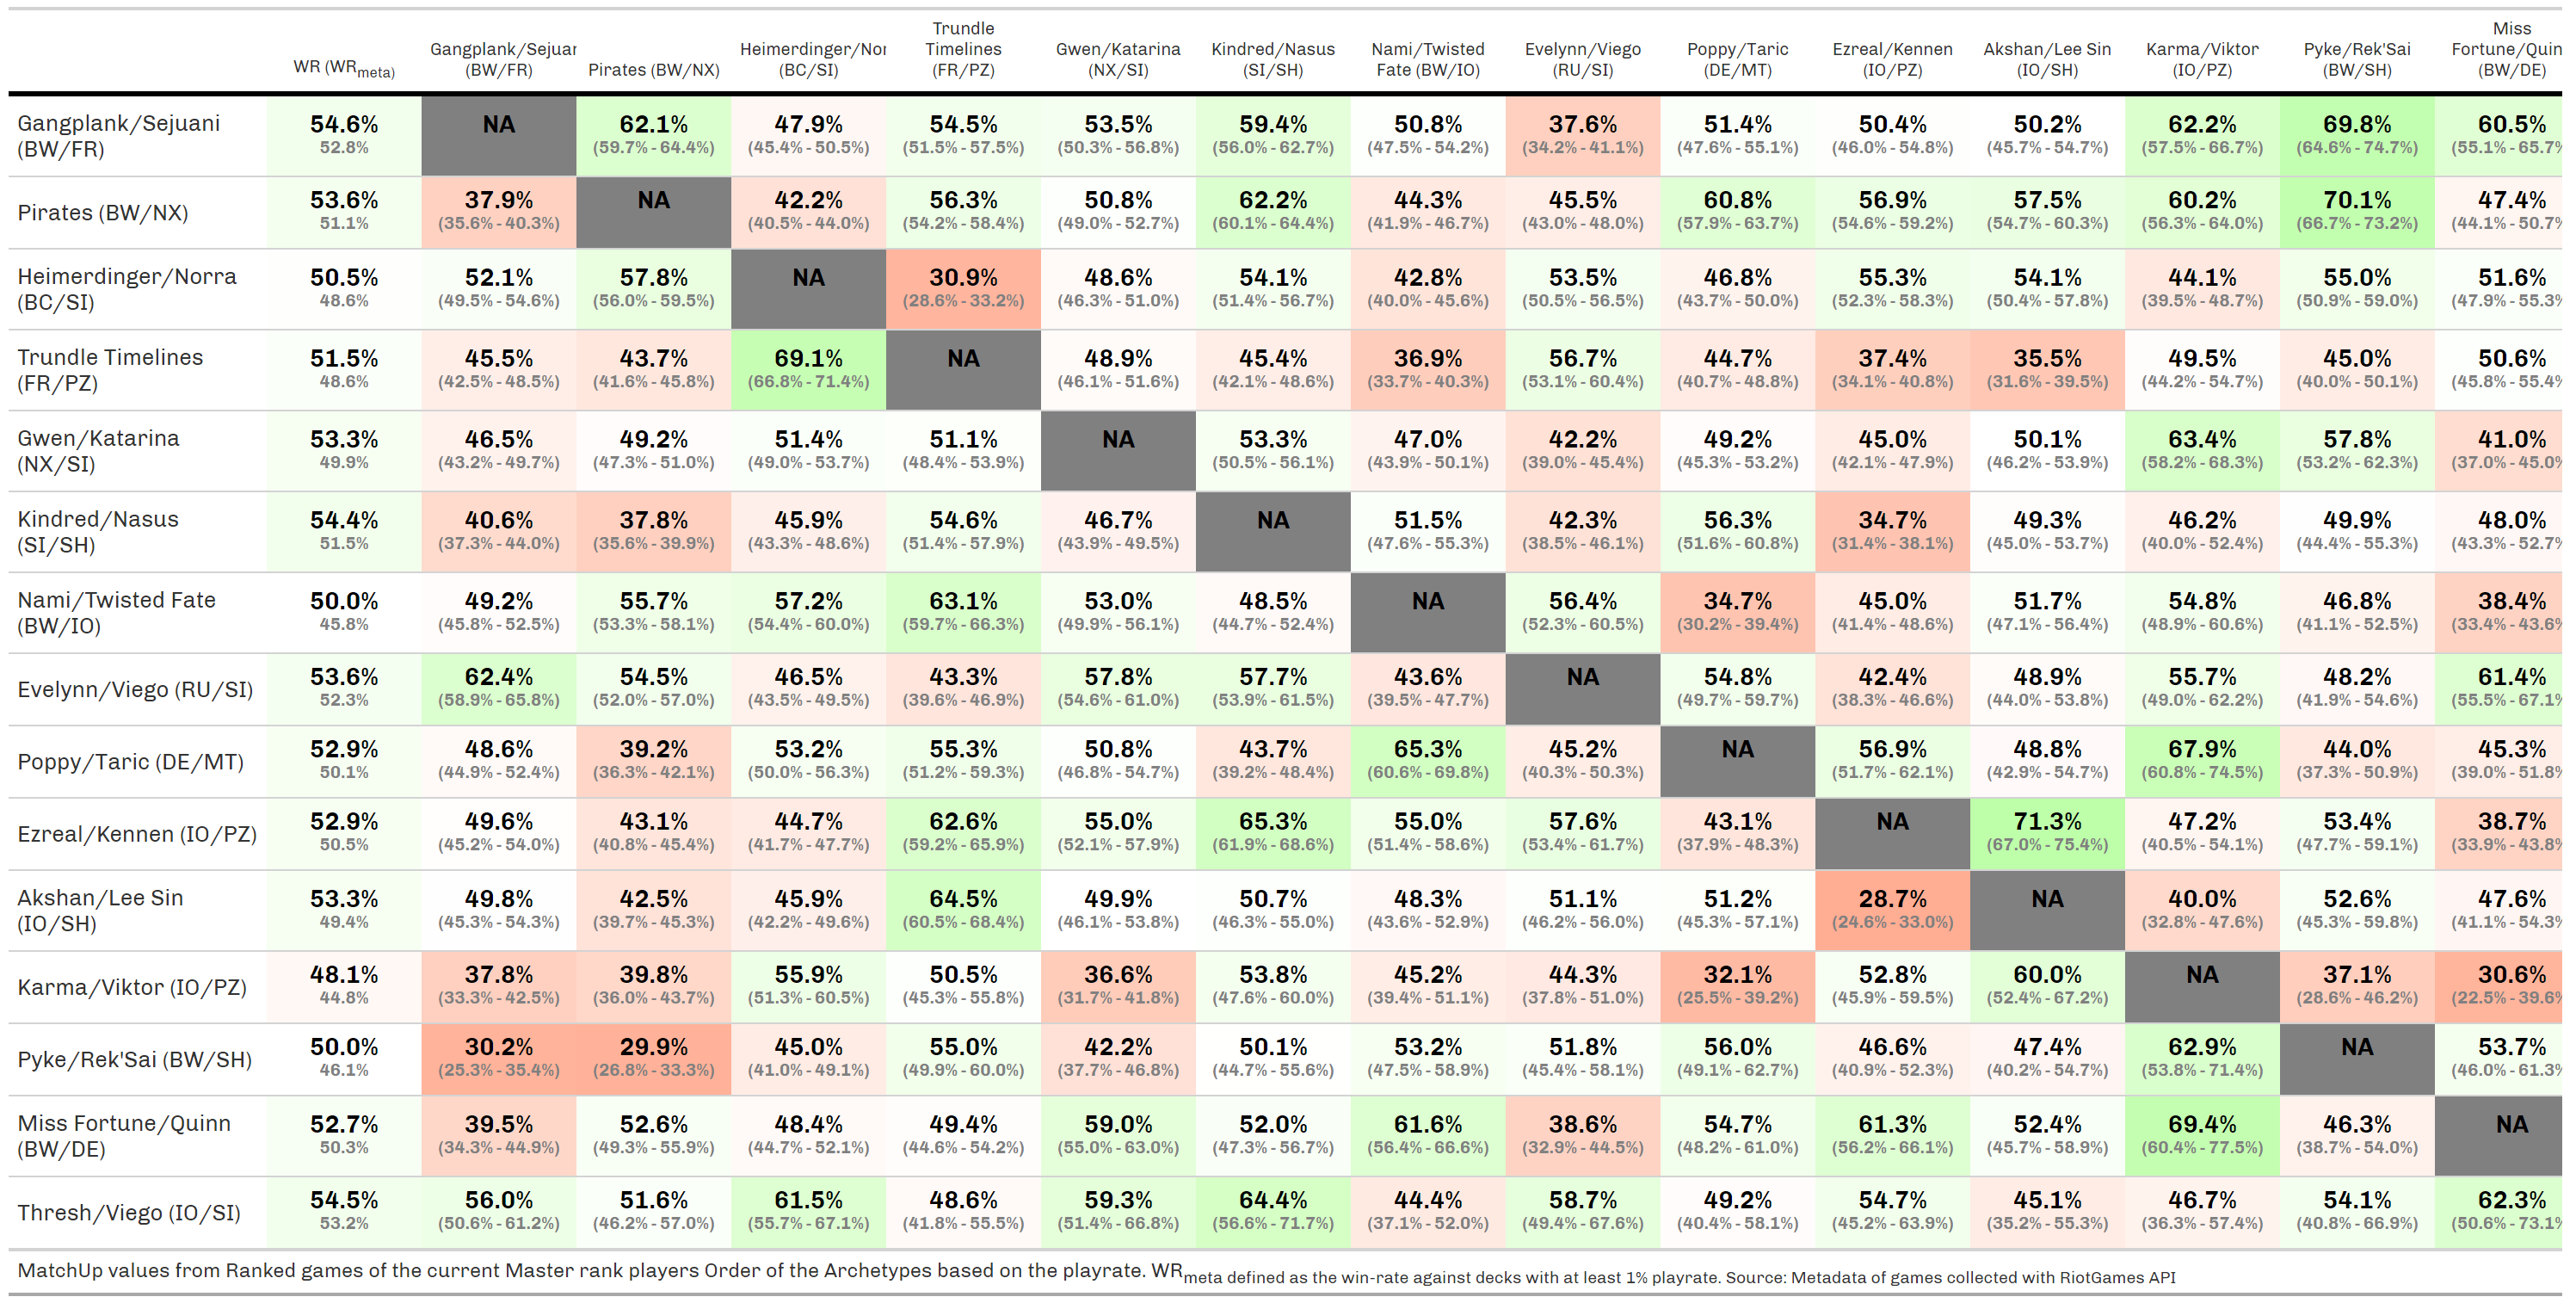 WR (WRmeta) Gangplank/Sejuar (BW/FR) Pirates (BW/NX) Heimerdinger/Nor (BC/SI) Trundle Timelines (FR/PZ) Gwen/Katarina (NX/SI) Kindred/Nasus (SI/SH) Nami/Twisted Fate (BW/IO) Evelynn/Viego (RU/SI) Poppy/Taric (DE/MT) Ezreal/Kennen (IO/PZ) Akshan/Lee Sin (IO/SH) Karma/Viktor (IO/PZ) Pyke/Rek'Sai (BW/SH) Miss Fortune/Quin (BW/DE)
Gangplank/Sejuani (BW/FR) 54.6% NA 62.1% 47.9% 54.5% 53.5% 59.4% 50.8% 37.6% 51.4% 50.4% 50.2% 62.2% 69.8% 60.5%
52.8% (59.7% - 64.4%) (45.4% - 50.5%) (51.5% - 57.5%) (50.3% - 56.8%) (56.0% - 62.7%) (47.5% - 54.2%) (34.2% - 41.1%) (47.6% - 55.1%) (46.0% - 54.8%) (45.7% - 54.7%) (57.5% - 66.7%) (64.6% - 74.7%) (55.1% - 65.7%
Pirates (BW/NX) 53.6% 37.9% NA 42.2% 56.3% 50.8% 62.2% 44.3% 45.5% 60.8% 56.9% 57.5% 60.2% 70.1% 47.4%
51.1% (35.6% - 40.3%) (40.5% - 44.0%) (54.2% - 58.4%) (49.0% - 52.7%) (60.1% - 64.4%) (41.9% - 46.7%) (43.0% - 48.0%) (57.9% - 63.7%) (54.6% - 59.2%) (54.7% - 60.3%) (56.3% - 64.0%) (66.7% - 73.2%) (44.1% - 50.7%
Heimerdinger/Norra (BC/SI) 50.5% 52.1% 57.8% NA 30.9% 48.6% 54.1% 42.8% 53.5% 46.8% 55.3% 54.1% 44.1% 55.0% 51.6%
48.6% (49.5% - 54.6%) (56.0% - 59.5%) (28.6% - 33.2%) (46.3% - 51.0%) (51.4% - 56.7%) (40.0% - 45.6%) (50.5% - 56.5%) (43.7% - 50.0%) (52.3% - 58.3%) (50.4% - 57.8%) (39.5% - 48.7%) (50.9% - 59.0%) (47.9% - 55.3%
Trundle Timelines (FR/PZ) 51.5% 45.5% 43.7% 69.1% NA 48.9% 45.4% 36.9% 56.7% 44.7% 37.4% 35.5% 49.5% 45.0% 50.6%
48.6% (42.5% - 48.5%) (41.6% - 45.8%) (66.8% - 71.4%) (46.1% - 51.6%) (42.1% - 48.6%) (33.7% - 40.3%) (53.1% - 60.4%) (40.7% - 48.8%) (34.1% - 40.8%) (31.6% - 39.5%) (44.2% - 54.7%) (40.0% - 50.1%) (45.8% - 55.4%
Gwen/Katarina (NX/SI) 53.3% 46.5% 49.2% 51.4% 51.1% NA 53.3% 47.0% 42.2% 49.2% 45.0% 50.1% 63.4% 57.8% 41.0%
49.9% (43.2% - 49.7%) (47.3% - 51.0%) (49.0% - 53.7%) (48.4% - 53.9%) (50.5% - 56.1%) (43.9% - 50.1%) (39.0% - 45.4%) (45.3% - 53.2%) (42.1% - 47.9%) (46.2% - 53.9%) (58.2% - 68.3%) (53.2% - 62.3%) (37.0% - 45.0%
Kindred/Nasus (SI/SH) 54.4% 40.6% 37.8% 45.9% 54.6% 46.7% NA 51.5% 42.3% 56.3% 34.7% 49.3% 46.2% 49.9% 48.0%
51.5% (37.3% - 44.0%) (35.6% - 39.9%) (43.3% - 48.6%) (51.4% - 57.9%) (43.9% - 49.5%) (47.6% - 55.3%) (38.5% - 46.1%) (51.6% - 60.8%) (31.4% - 38.1%) (45.0% - 53.7%) (40.0% - 52.4%) (44.4% - 55.3%) (43.3% - 52.7%
Nami/Twisted Fate (BW/IO) 50.0% 49.2% 55.7% 57.2% 63.1% 53.0% 48.5% NA 56.4% 34.7% 45.0% 51.7% 54.8% 46.8% 38.4%
45.8% (45.8% - 52.5%) (53.3% - 58.1%) (54.4% - 60.0%) (59.7% - 66.3%) (49.9% - 56.1%) (44.7% - 52.4%) (52.3% - 60.5%) (30.2% - 39.4%) (41.4% - 48.6%) (47.1% - 56.4%) (48.9% - 60.6%) (41.1% - 52.5%) (33.4% - 43.6%
Evelynn/Viego (RU/SI) 53.6% 62.4% 54.5% 46.5% 43.3% 57.8% 57.7% 43.6% NA 54.8% 42.4% 48.9% 55.7% 48.2% 61.4%
52.3% (58.9% - 65.8%) (52.0% - 57.0%) (43.5% - 49.5%) (39.6% - 46.9%) (54.6% - 61.0%) (53.9% - 61.5%) (39.5% - 47.7%) (49.7% - 59.7%) (38.3% - 46.6%) (44.0% - 53.8%) (49.0% - 62.2%) (41.9% - 54.6%) (55.5% - 67.1%
Poppy/Taric (DE/MT) 52.9% 48.6% 39.2% 53.2% 55.3% 50.8% 43.7% 65.3% 45.2% NA 56.9% 48.8% 67.9% 44.0% 45.3%
50.1% (44.9% - 52.4%) (36.3% - 42.1%) (50.0% - 56.3%) (51.2% - 59.3%) (46.8% - 54.7%) (39.2% - 48.4%) (60.6% - 69.8%) (40.3% - 50.3%) (51.7% - 62.1%) (42.9% - 54.7%) (60.8% - 74.5%) (37.3% - 50.9%) (39.0% - 51.8%
Ezreal/Kennen (IO/PZ) 52.9% 49.6% 43.1% 44.7% 62.6% 55.0% 65.3% 55.0% 57.6% 43.1% NA 71.3% 47.2% 53.4% 38.7%
50.5% (45.2% - 54.0%) (40.8% - 45.4%) (41.7% - 47.7%) (59.2% - 65.9%) (52.1% - 57.9%) (61.9% - 68.6%) (51.4% - 58.6%) (53.4% - 61.7%) (37.9% - 48.3%) (67.0% - 75.4%) (40.5% - 54.1%) (47.7% - 59.1%) (33.9% - 43.8%
Akshan/Lee Sin (IO/SH) 53.3% 49.8% 42.5% 45.9% 64.5% 49.9% 50.7% 48.3% 51.1% 51.2% 28.7% NA 40.0% 52.6% 47.6%
49.4% (45.3% - 54.3%) (39.7% - 45.3%) (42.2% - 49.6%) (60.5% - 68.4%) (46.1% - 53.8%) (46.3% - 55.0%) (43.6% - 52.9%) (46.2% - 56.0%) (45.3% - 57.1%) (24.6% - 33.0%) (32.8% - 47.6%) (45.3% - 59.8%) (41.1% - 54.3%
Karma/Viktor (IO/PZ) 48.1% 37.8% 39.8% 55.9% 50.5% 36.6% 53.8% 45.2% 44.3% 32.1% 52.8% 60.0% NA 37.1% 30.6%
44.8% (33.3% - 42.5%) (36.0% - 43.7%) (51.3% - 60.5%) (45.3% - 55.8%) (31.7% - 41.8%) (47.6% - 60.0%) (39.4% - 51.1%) (37.8% - 51.0%) (25.5% - 39.2%) (45.9% - 59.5%) (52.4% - 67.2%) (28.6% - 46.2%) (22.5% - 39.6%
Pyke/Rek'Sai (BW/SH) 50.0% 30.2% 29.9% 45.0% 55.0% 42.2% 50.1% 53.2% 51.8% 56.0% 46.6% 47.4% 62.9% NA 53.7%
46.1% (25.3% - 35.4%) (26.8% - 33.3%) (41.0% - 49.1%) (49.9% - 60.0%) (37.7% - 46.8%) (44.7% - 55.6%) (47.5% - 58.9%) (45.4% - 58.1%) (49.1% - 62.7%) (40.9% - 52.3%) (40.2% - 54.7%) (53.8% - 71.4%) (46.0% - 61.3%
Miss Fortune/Quinn (BW/DE) 52.7% 39.5% 52.6% 48.4% 49.4% 59.0% 52.0% 61.6% 38.6% 54.7% 61.3% 52.4% 69.4% 46.3% NA
50.3% (34.3% - 44.9%) (49.3% - 55.9%) (44.7% - 52.1%) (44.6% - 54.2%) (55.0% - 63.0%) (47.3% - 56.7%) (56.4% - 66.6%) (32.9% - 44.5%) (48.2% - 61.0%) (56.2% - 66.1%) (45.7% - 58.9%) (60.4% - 77.5%) (38.7% - 54.0%)
Thresh/Viego (IO/SI) 54.5% 56.0% 51.6% 61.5% 48.6% 59.3% 64.4% 44.4% 58.7% 49.2% 54.7% 45.1% 46.7% 54.1% 62.3%
53.2% (50.6% - 61.2%) (46.2% - 57.0%) (55.7% - 67.1%) (41.8% - 55.5%) (51.4% - 66.8%) (56.6% - 71.7%) (37.1% - 52.0%) (49.4% - 67.6%) (40.4% - 58.1%) (45.2% - 63.9%) (35.2% - 55.3%) (36.3% - 57.4%) (40.8% - 66.9%) (50.6% - 73.1%
MatchUp values from Ranked games of the current Master rank players Order of the Archetypes based on the playrate. WRmeta defined as the win-rate against decks with at least 1% playrate. Source: Metadata of games collected with RiotGames API